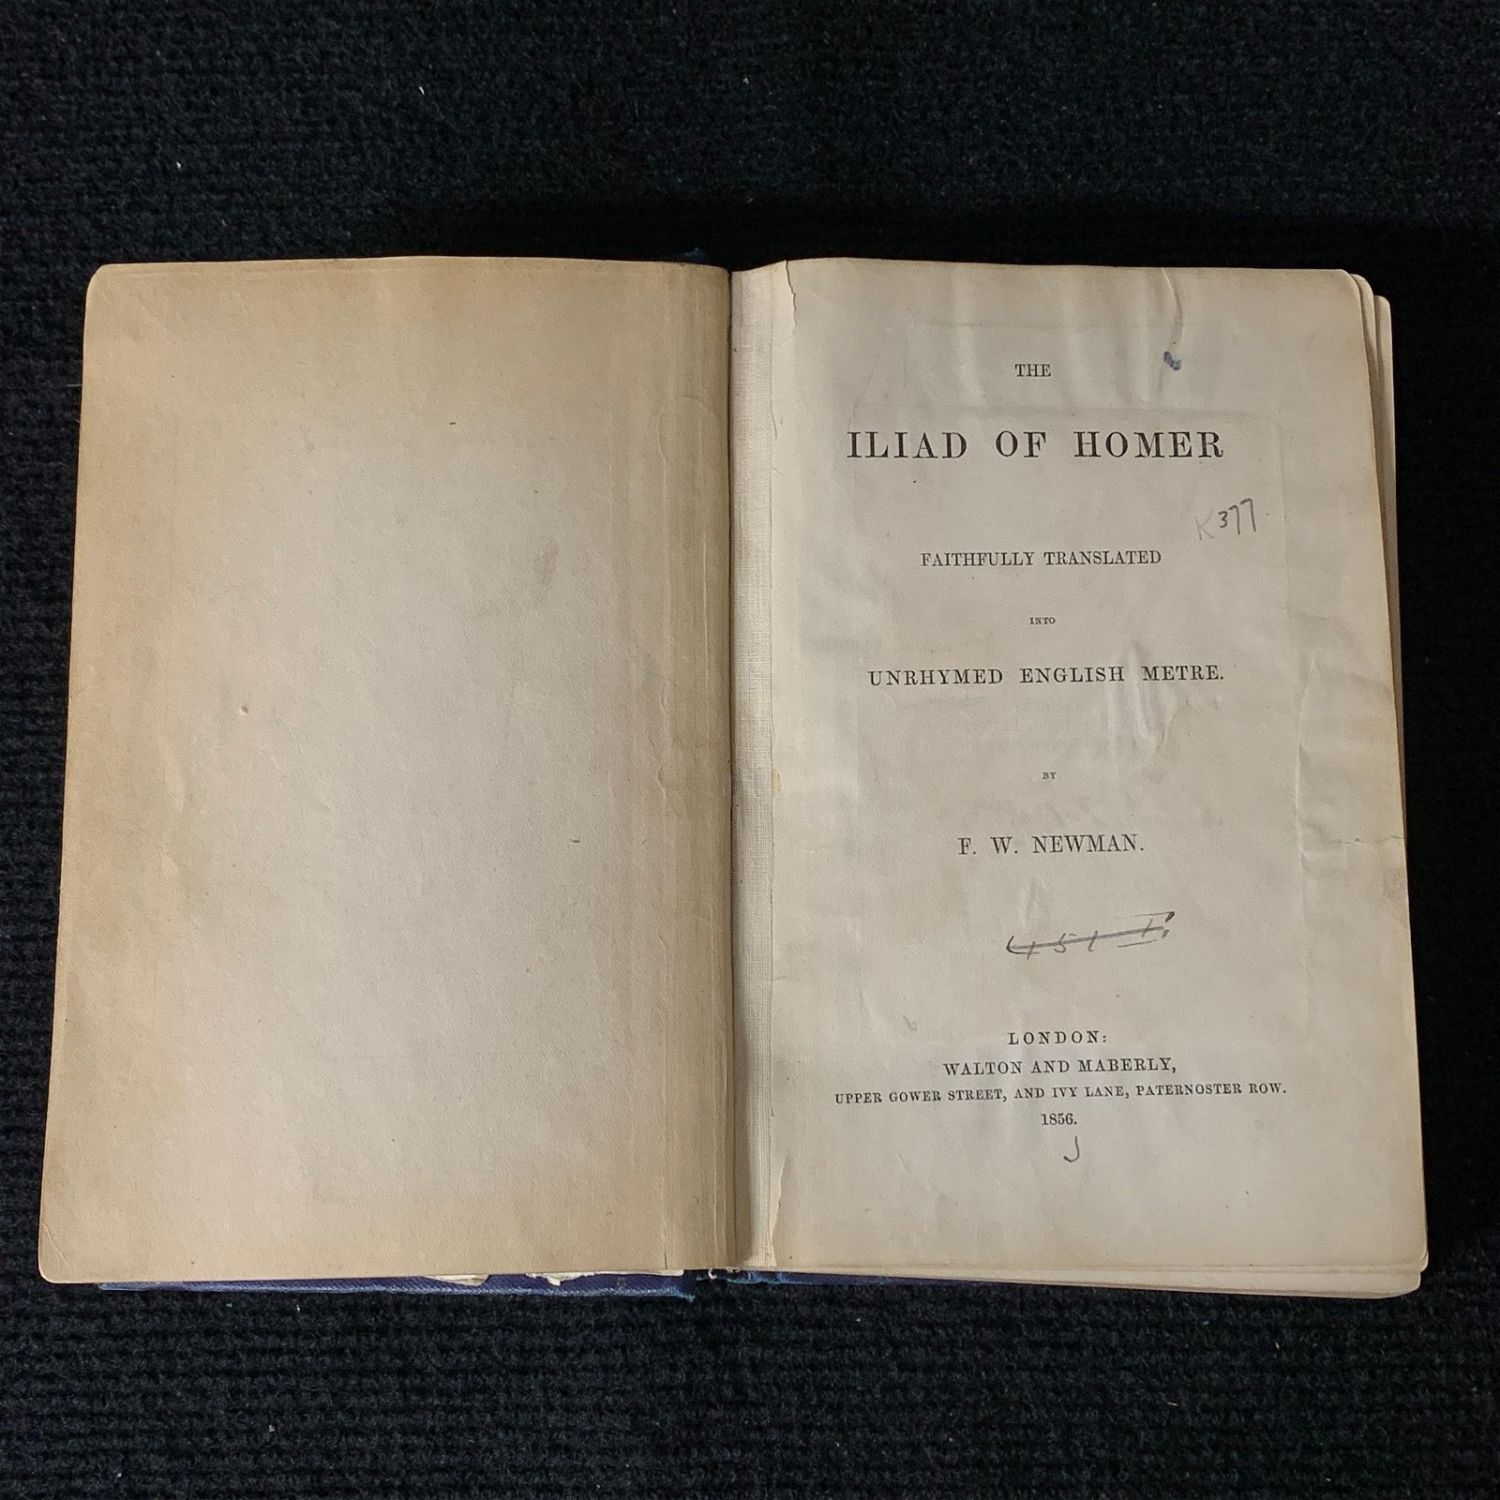 THE
ILIAD OF HOMER
K377
FAITHFULLY TRANSLATED
INTO
UNRHYMED ENGLISH METRE.
BY
F. W. NEWMAN.
LONDON:
WALTON AND MABERLY,
UPPER GOWER STREET, AND IVY LANE, PATERNOSTER ROW.
1856.